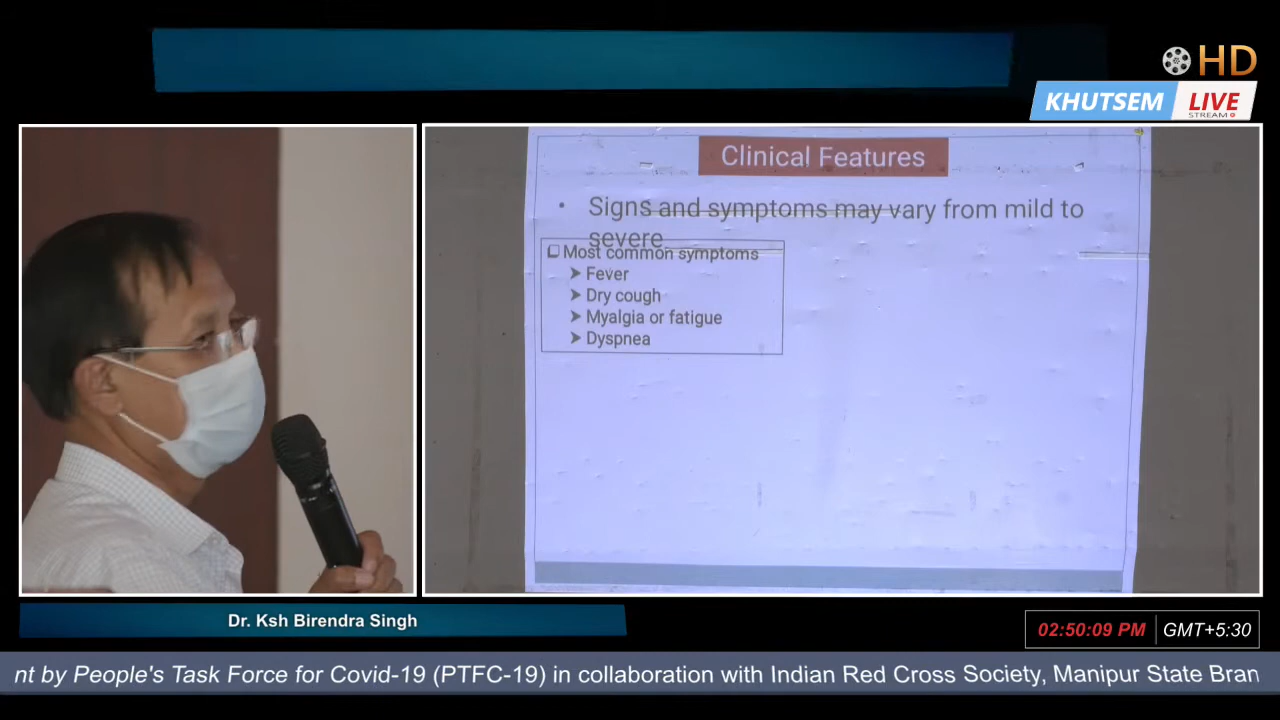 HD
KHUTSEM LIVE
STREAM
Clinical Features
• Signs and symptoms may vary from mild to
severe
❑ Most common symptoms
➤ Fever
➤ Dry cough
➤ Myalgia or fatigue
➤ Dyspnea
Dr. Ksh Birendra Singh
02:50:09 PM GMT+5:30
nt by People's Task Force for Covid-19 (PTFC-19) in collaboration with Indian Red Cross Society, Manipur State Bran